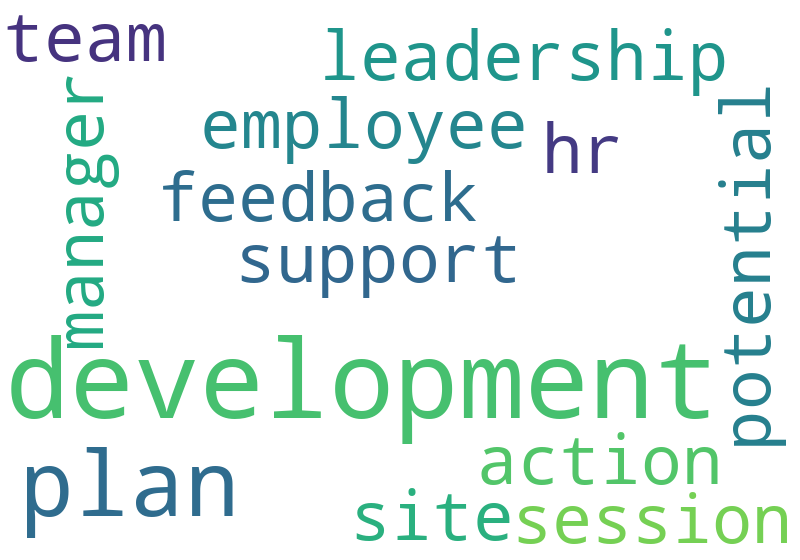 team
leadership
manager
employee
hr
potential
feedback
support
development
plan
action
site
session